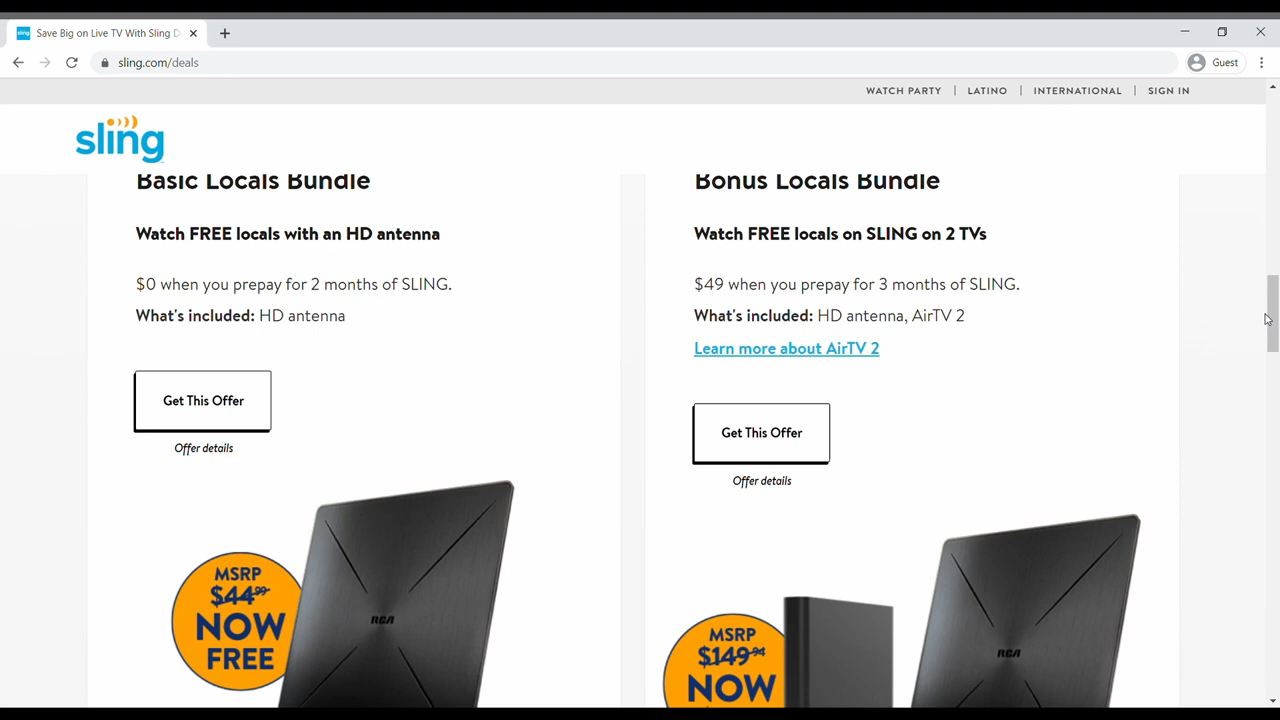 sling
Save Big on Live TV With Sling D
sling.com/deals
Guest
WATCH PARTY | LATINO | INTERNATIONAL | SIGN IN
sling
Basic Locals Bundle
Watch FREE locals with an HD antenna
$0 when you prepay for 2 months of SLING.
What's included: HD antenna
Get This Offer
Offer details
MSRP
$44⁹⁹
NOW
FREE
RCA
Bonus Locals Bundle
Watch FREE locals on SLING on 2 TVs
$49 when you prepay for 3 months of SLING.
What's included: HD antenna, AirTV 2
Learn more about AirTV 2
Get This Offer
Offer details
MSRP
$149⁹⁴
NOW
RCA